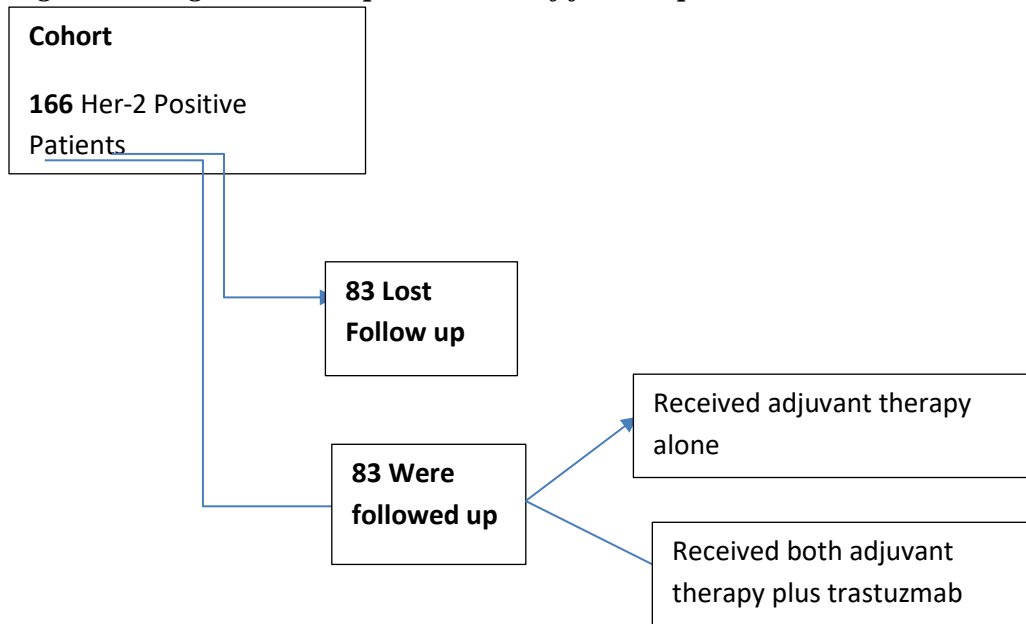 Cohort
166 Her-2 Positive
Patients
83 Lost
Follow up
83 Were
followed up
Received adjuvant therapy
alone
Received both adjuvant
therapy plus trastuzmab